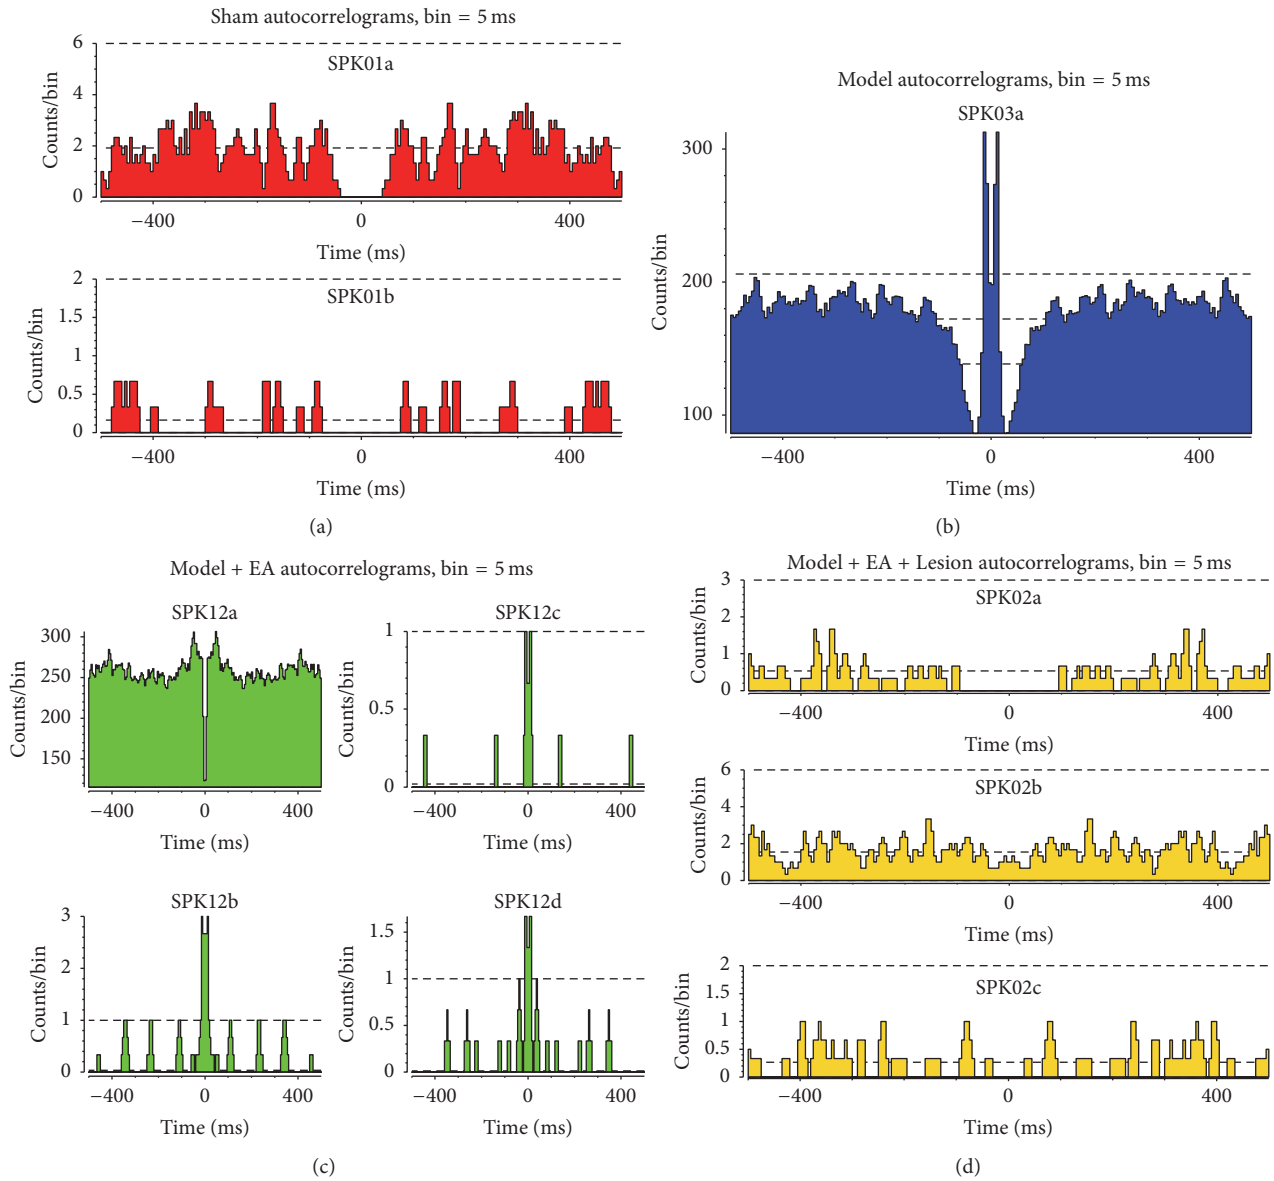 Sham autocorrelograms, bin = 5 ms
SPK01a
Counts/bin
6
4
2
0
−400
0
400
Time (ms)
SPK01b
Counts/bin
2
1.5
1
0.5
0
−400
0
400
Time (ms)
(a)
Model autocorrelograms, bin = 5 ms
SPK03a
Counts/bin
300
200
100
−400
0
400
Time (ms)
(b)
Model + EA autocorrelograms, bin = 5 ms
SPK12a
Counts/bin
300
250
200
150
−400
0
400
Time (ms)
SPK12c
Counts/bin
1
0.5
0
−400
0
400
Time (ms)
SPK12b
Counts/bin
3
2
1
0
−400
0
400
Time (ms)
SPK12d
Counts/bin
1.5
1
0.5
0
−400
0
400
Time (ms)
(c)
Model + EA + Lesion autocorrelograms, bin = 5 ms
SPK02a
Counts/bin
3
2
1
0
−400
0
400
Time (ms)
SPK02b
Counts/bin
6
4
2
0
−400
0
400
Time (ms)
SPK02c
Counts/bin
2
1.5
1
0.5
0
−400
0
400
Time (ms)
(d)